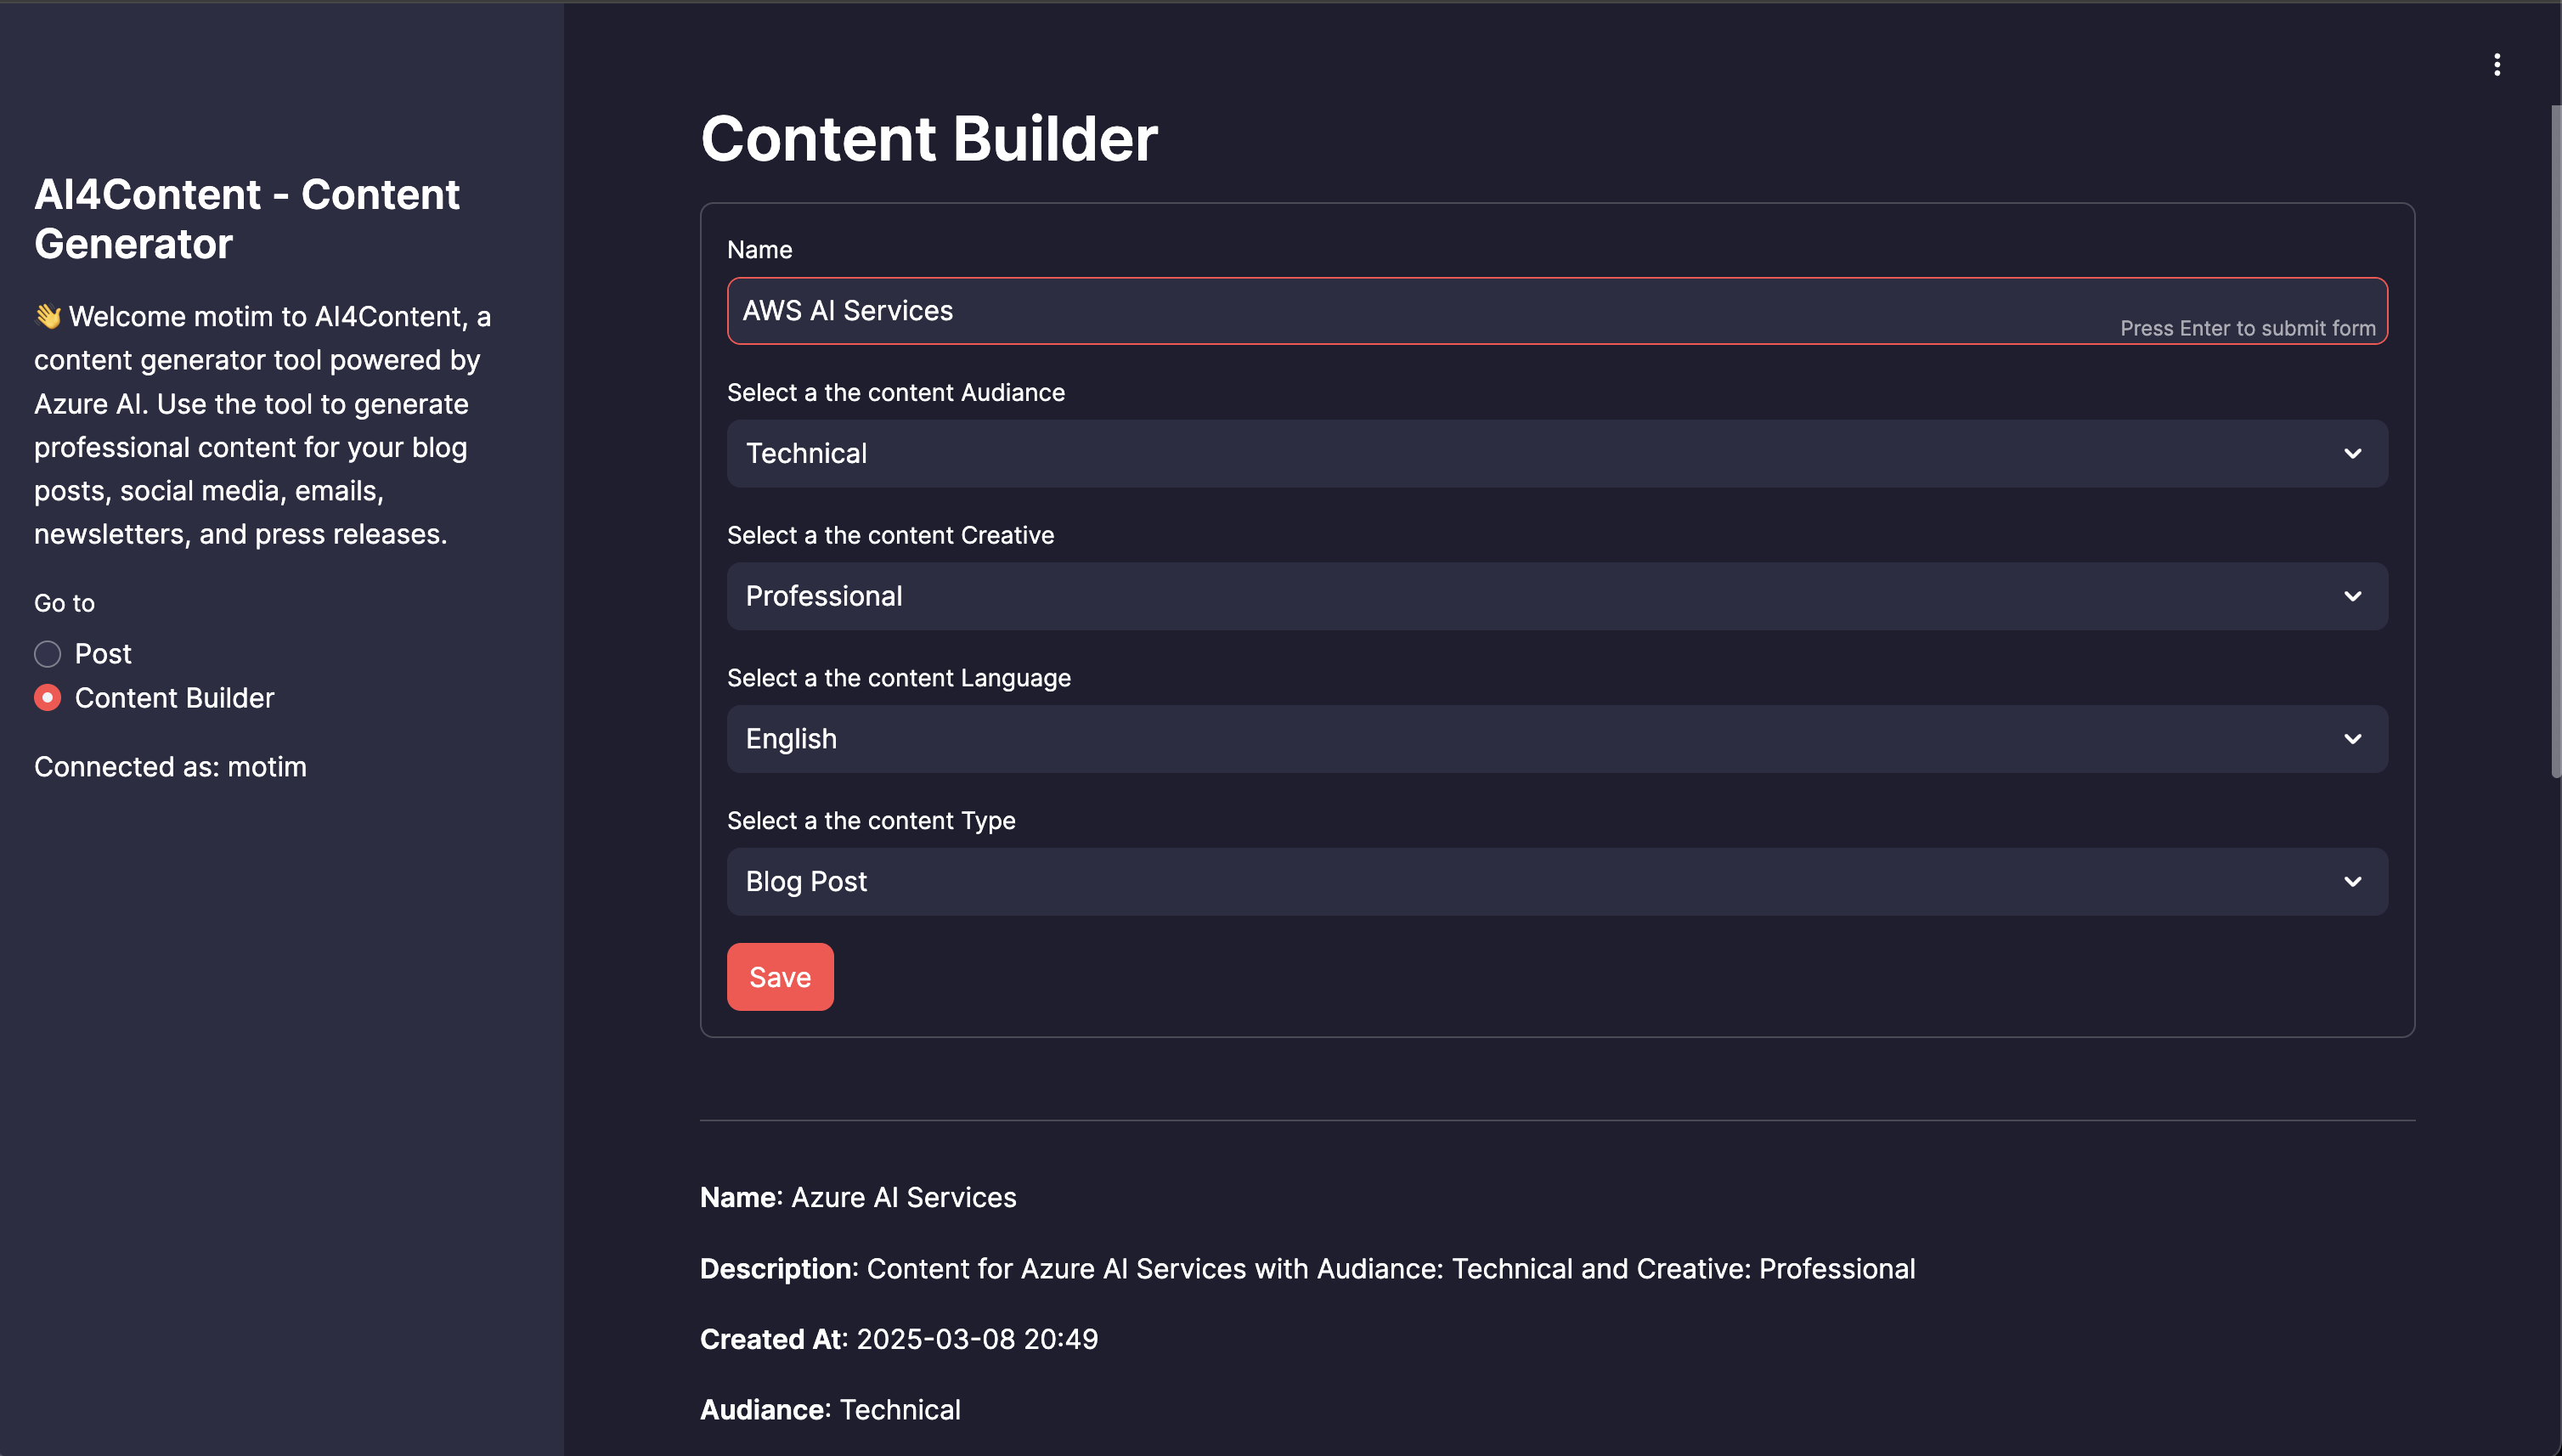 AI4Content - Content
Generator
👋 Welcome motim to AI4Content, a
content generator tool powered by
Azure AI. Use the tool to generate
professional content for your blog
posts, social media, emails,
newsletters, and press releases.
Go to
Post
Content Builder
Connected as: motim
Content Builder
Name
AWS AI Services
Press Enter to submit form
Select a the content Audiance
Technical
Select a the content Creative
Professional
Select a the content Language
English
Select a the content Type
Blog Post
Save
Name: Azure AI Services
Description: Content for Azure AI Services with Audiance: Technical and Creative: Professional
Created At: 2025-03-08 20:49
Audiance: Technical